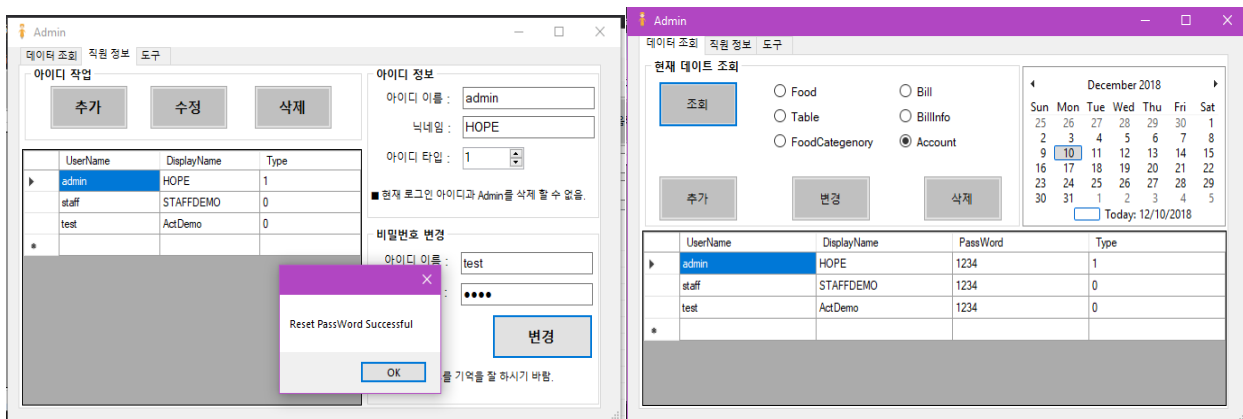 Admin
데이터 조회 직원 정보 도구
아이디 작업
추가 수정 삭제
UserName DisplayName Type
admin HOPE 1
staff STAFFDEMO 0
test ActDemo 0
아이디 정보
아이디 이름 : admin
닉네임 : HOPE
아이디 타입 : 1
■ 현재 로그인 아이디과 Admin를 삭제 할 수 없음.
비밀번호 변경
아이디 이름 : test
:
변경
를 기억을 잘 하시기 바람.
Reset PassWord Successful
OK
Admin
데이터 조회 직원 정보 도구
현재 데이트 조회
조회
Food Bill
Table BillInfo
FoodCategenory Account
추가 변경 삭제
December 2018
Sun Mon Tue Wed Thu Fri Sat
25 26 27 28 29 30 1
2 3 4 5 6 7 8
9 10 11 12 13 14 15
16 17 18 19 20 21 22
23 24 25 26 27 28 29
30 31 1 2 3 4 5
Today: 12/10/2018
UserName DisplayName PassWord Type
admin HOPE 1234 1
staff STAFFDEMO 1234 0
test ActDemo 1234 0